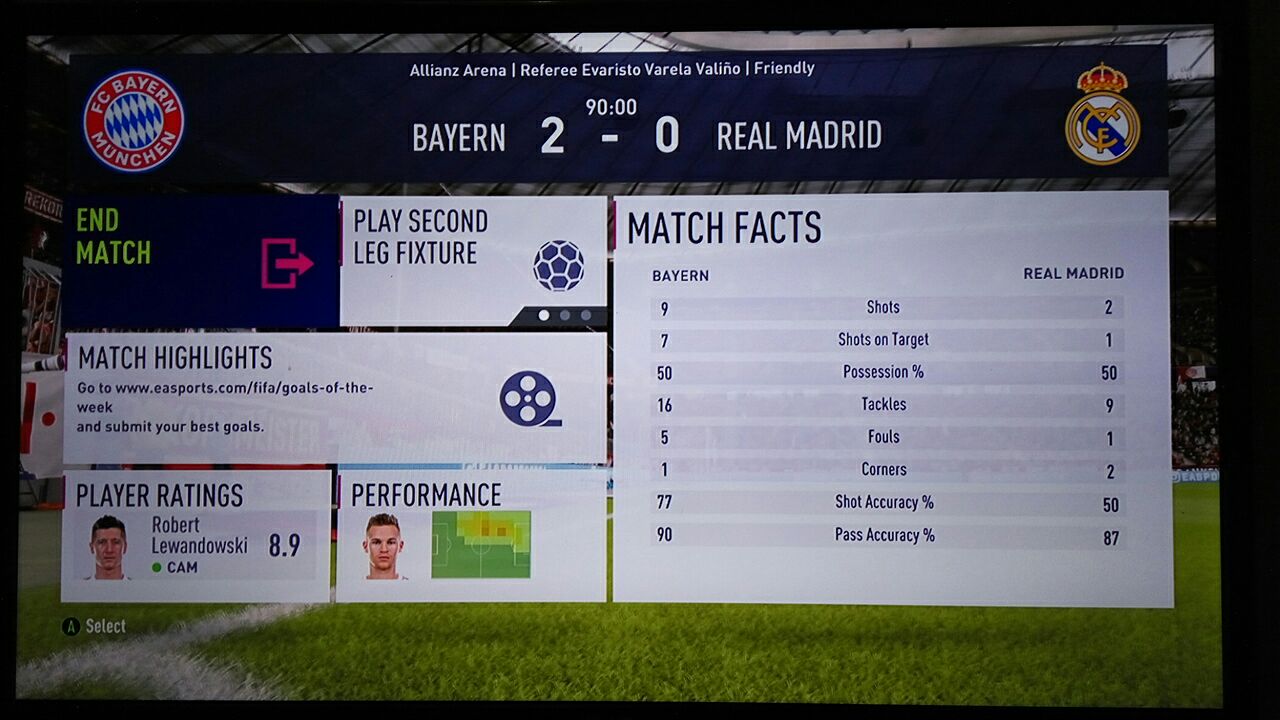 Allianz Arena | Referee Evaristo Varela Valiño | Friendly
FC BAYERN
MÜNCHEN
90:00
BAYERN 2 - 0 REAL MADRID
END
MATCH
PLAY SECOND
LEG FIXTURE
MATCH HIGHLIGHTS
Go to www.easports.com/fifa/goals-of-the-
week
and submit your best goals.
PLAYER RATINGS
Robert
Lewandowski 8.9
CAM
PERFORMANCE
MATCH FACTS
BAYERN REAL MADRID
9 Shots 2
7 Shots on Target 1
50 Possession % 50
16 Tackles 9
5 Fouls 1
1 Corners 2
77 Shot Accuracy % 50
90 Pass Accuracy % 87
A Select